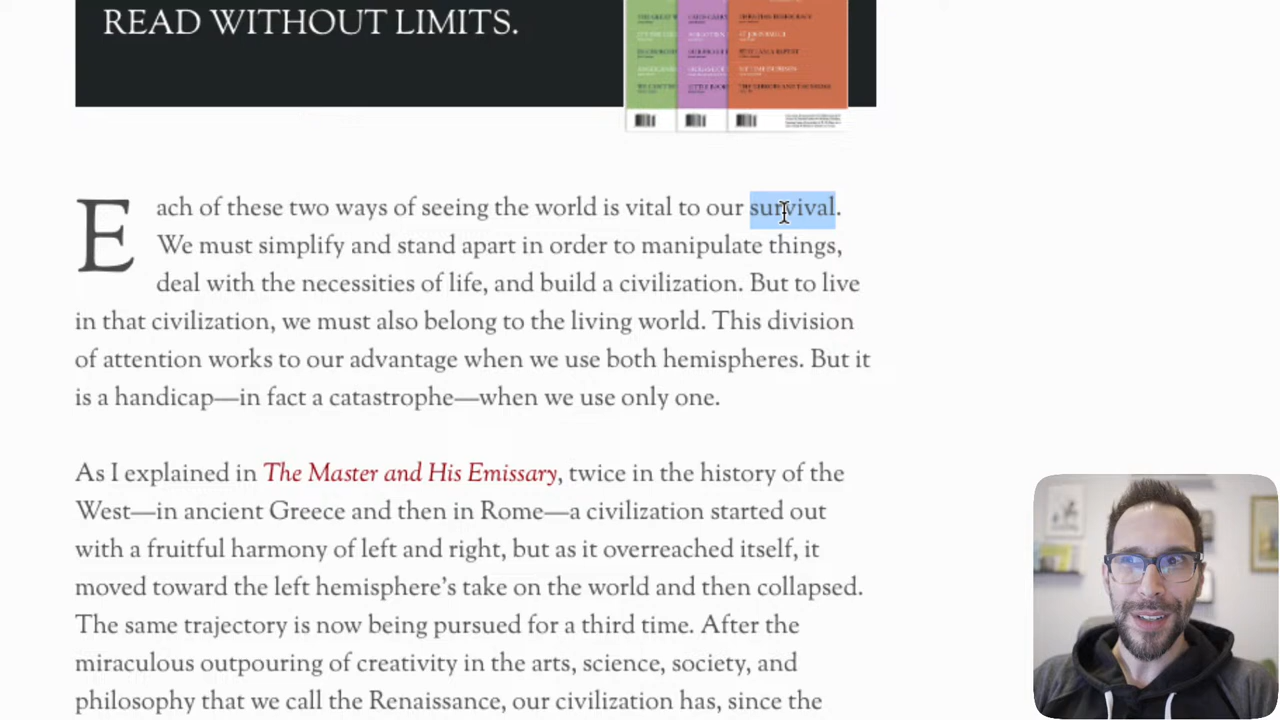 READ WITHOUT LIMITS.
Each of these two ways of seeing the world is vital to our survival.
We must simplify and stand apart in order to manipulate things,
deal with the necessities of life, and build a civilization. But to live
in that civilization, we must also belong to the living world. This division
of attention works to our advantage when we use both hemispheres. But it
is a handicap—in fact a catastrophe—when we use only one.
As I explained in The Master and His Emissary, twice in the history of the
West—in ancient Greece and then in Rome—a civilization started out
with a fruitful harmony of left and right, but as it overreached itself, it
moved toward the left hemisphere’s take on the world and then collapsed.
The same trajectory is now being pursued for a third time. After the
miraculous outpouring of creativity in the arts, science, society, and
philosophy that we call the Renaissance, our civilization has, since the